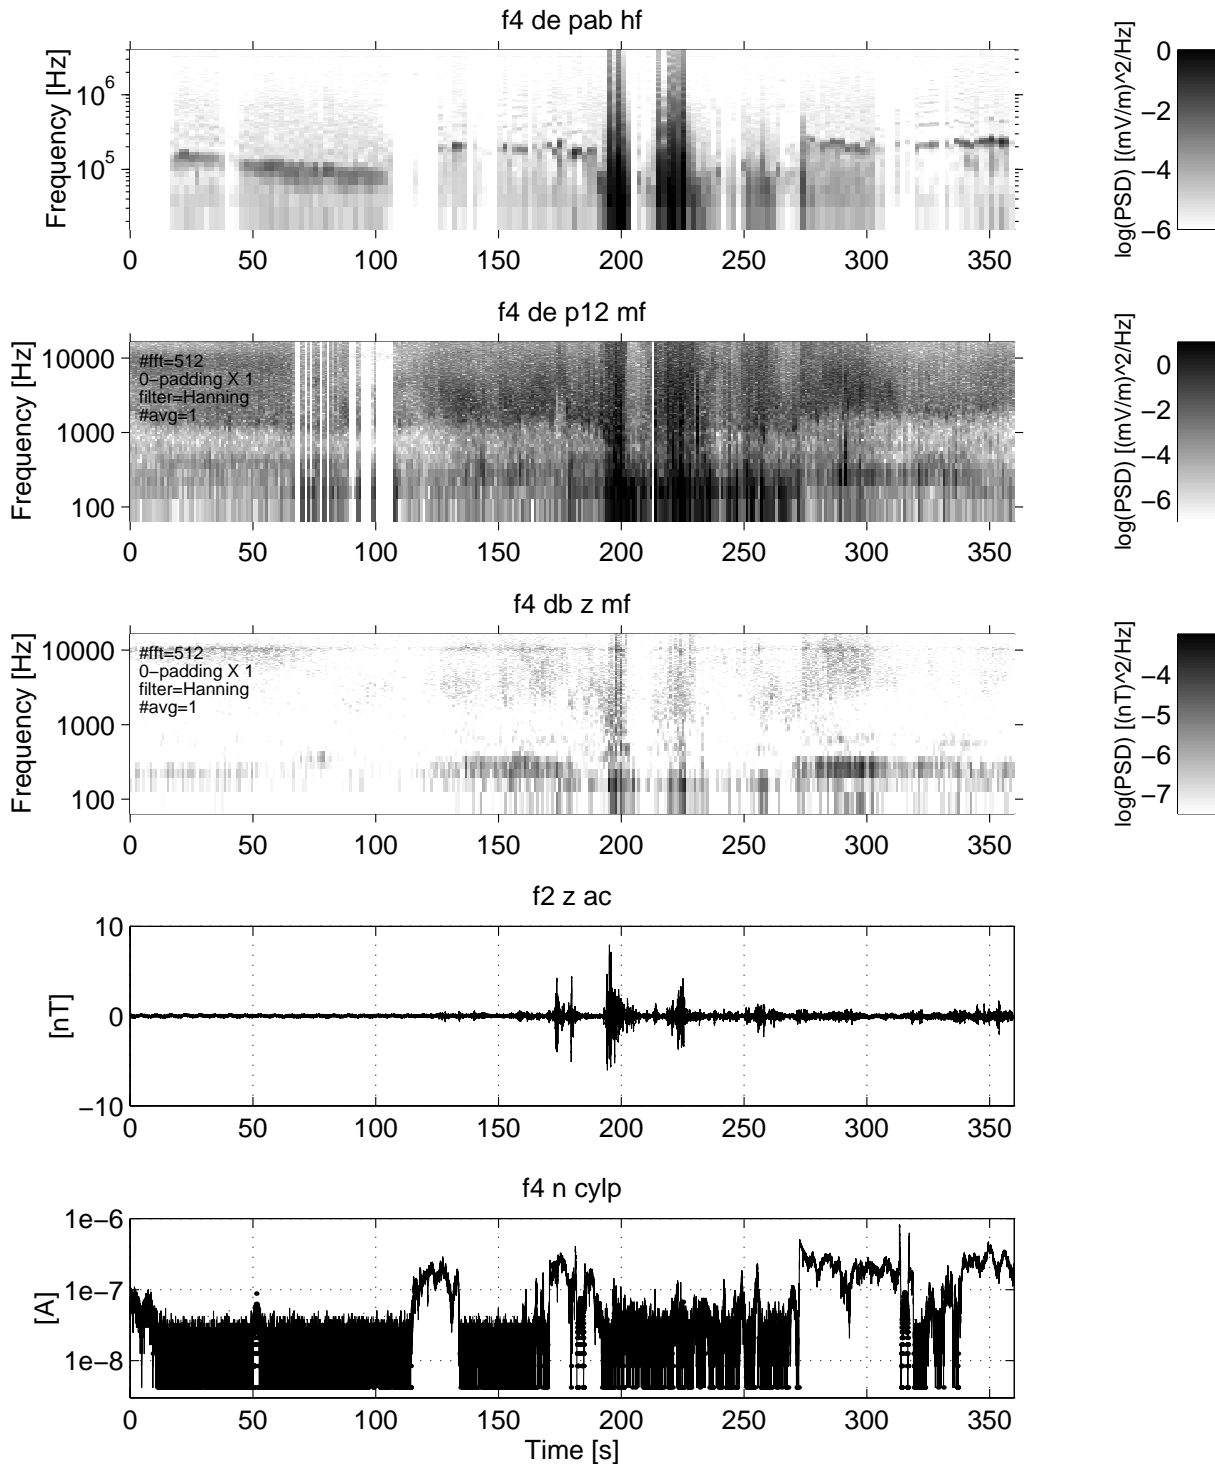 f4 de pab hf
Frequency [Hz]
10^6
10^5
0 50 100 150 200 250 300 350
log(PSD) [(mV/m)^2/Hz]
0
−2
−4
−6
f4 de p12 mf
Frequency [Hz]
10000
1000
100
#fft=512
0−padding X 1
filter=Hanning
#avg=1
0 50 100 150 200 250 300 350
log(PSD) [(mV/m)^2/Hz]
0
−2
−4
−6
f4 db z mf
Frequency [Hz]
10000
1000
100
#fft=512
0−padding X 1
filter=Hanning
#avg=1
0 50 100 150 200 250 300 350
log(PSD) [(nT)^2/Hz]
−4
−5
−6
−7
f2 z ac
[nT]
10
0
−10
0 50 100 150 200 250 300 350
f4 n cylp
[A]
1e−6
1e−7
1e−8
0 50 100 150 200 250 300 350
Time [s]